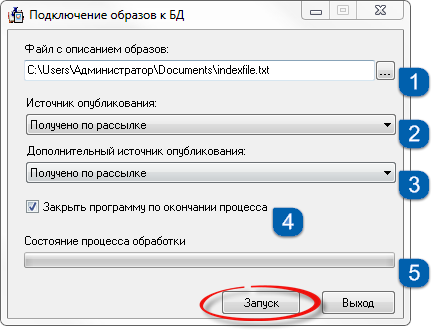 Подключение образов к БД
Файл с описанием образов:
C:\Users\Администратор\Documents\indexfile.txt ... 1
Источник опубликования:
Получено по рассылке 2
Дополнительный источник опубликования:
Получено по рассылке 3
Закрыть программу по окончании процесса 4
Состояние процесса обработки
5
Запуск Выход